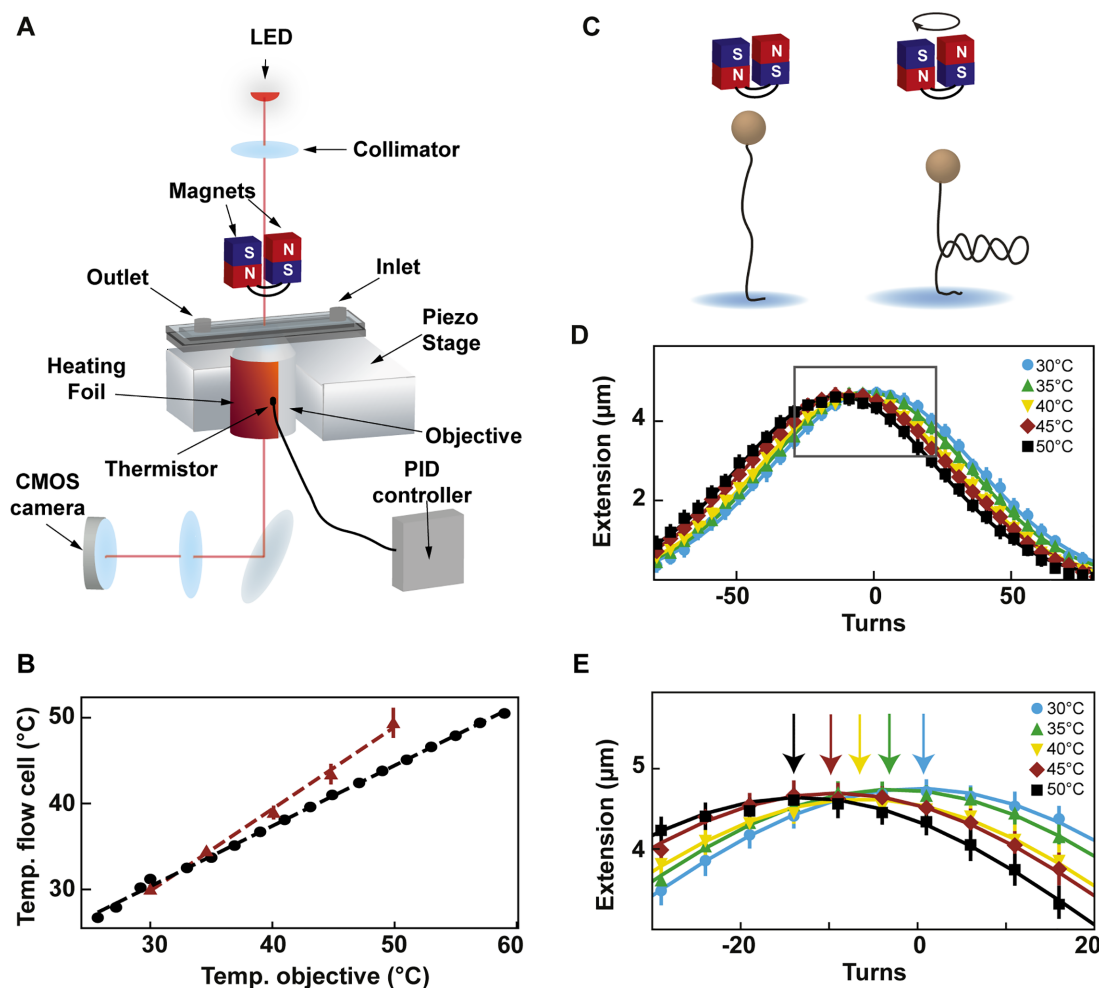 A
LED
Collimator
Magnets
S
N
N
S
Outlet
Inlet
Piezo
Stage
Heating
Foil
Thermistor
Objective
CMOS
camera
PID
controller
B
Temp. flow cell (°C)
50
40
30
30
40
50
60
Temp. objective (°C)
C
S
N
N
S
S
N
N
S
D
Extension (µm)
4
2
-50
0
50
Turns
30°C
35°C
40°C
45°C
50°C
E
Extension (µm)
5
4
-20
0
20
Turns
30°C
35°C
40°C
45°C
50°C